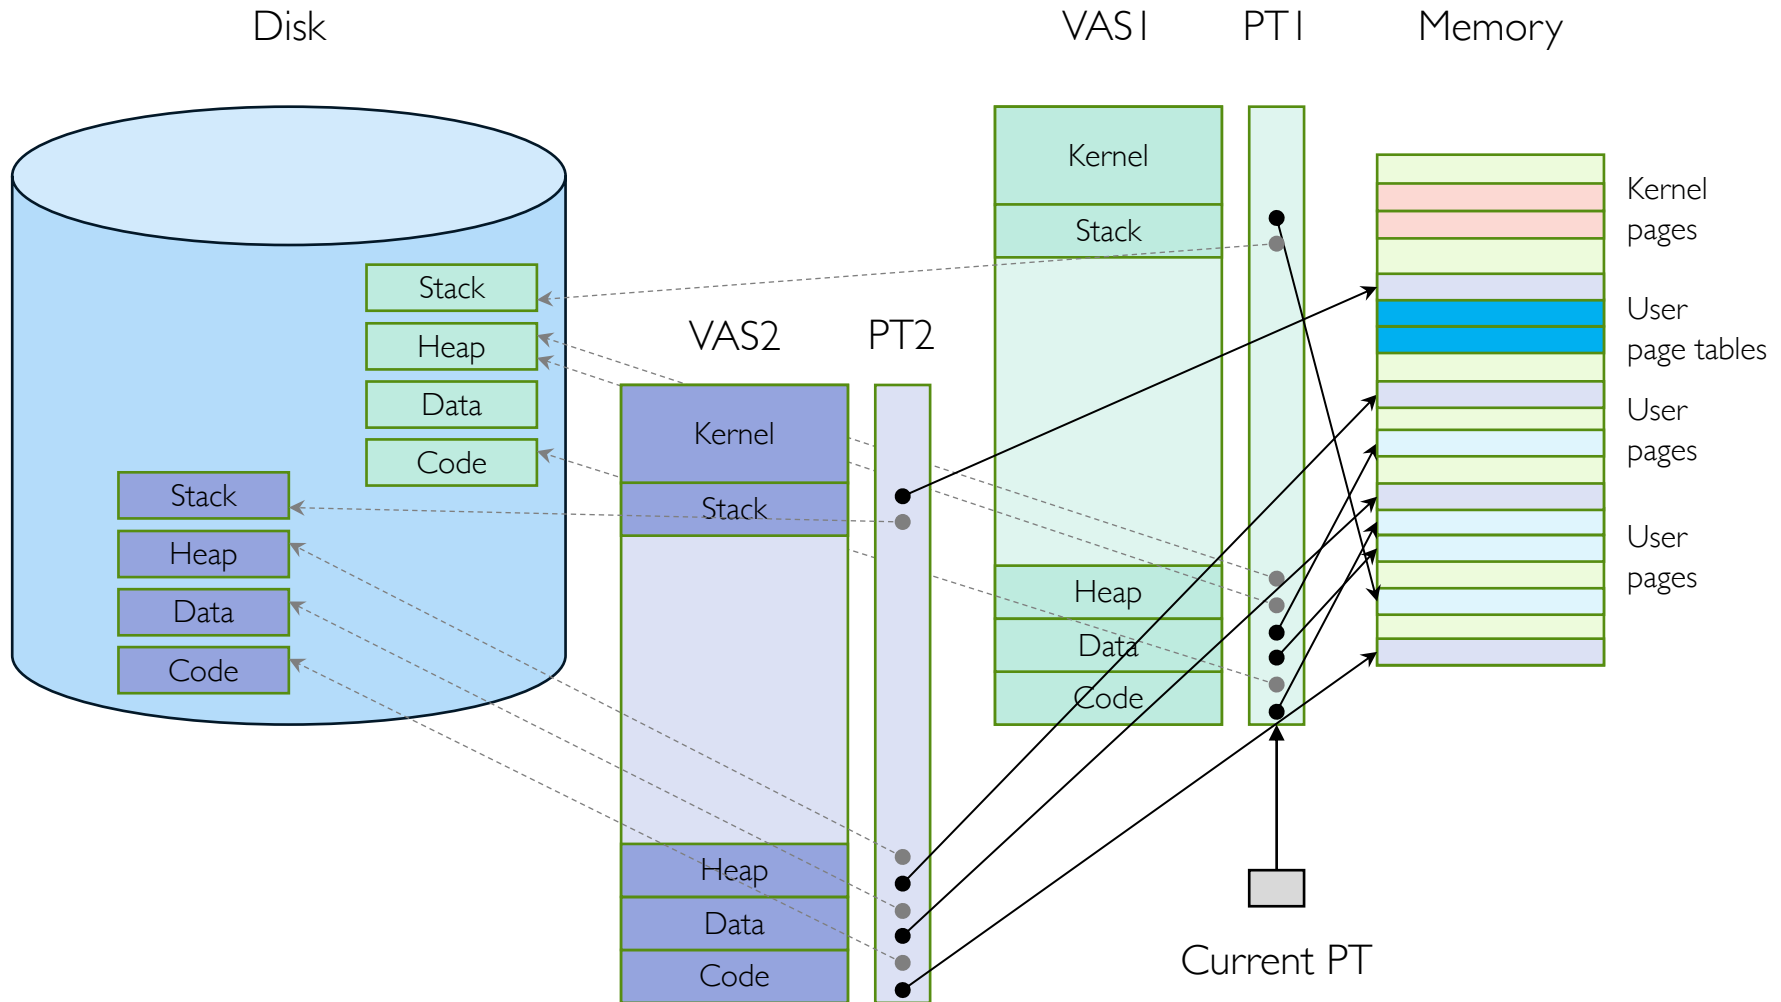 Disk
VAS1
PT1
Memory
Kernel
Stack
Heap
Data
Code
Kernel
pages
User
page tables
User
pages
User
pages
Stack
Heap
Data
Code
Stack
Heap
Data
Code
VAS2
PT2
Kernel
Stack
Heap
Data
Code
Current PT